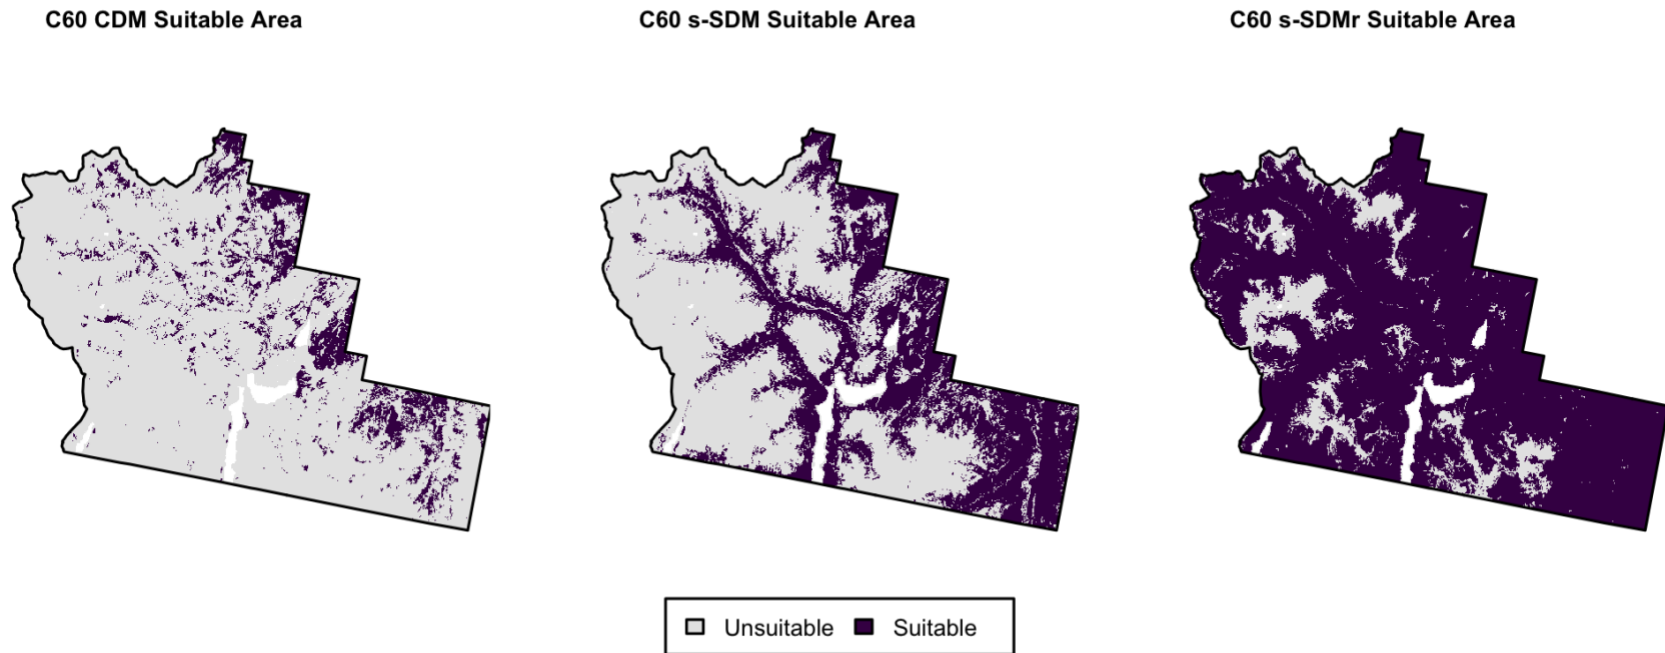 C60 CDM Suitable Area
C60 s-SDM Suitable Area
C60 s-SDMr Suitable Area
Unsuitable Suitable